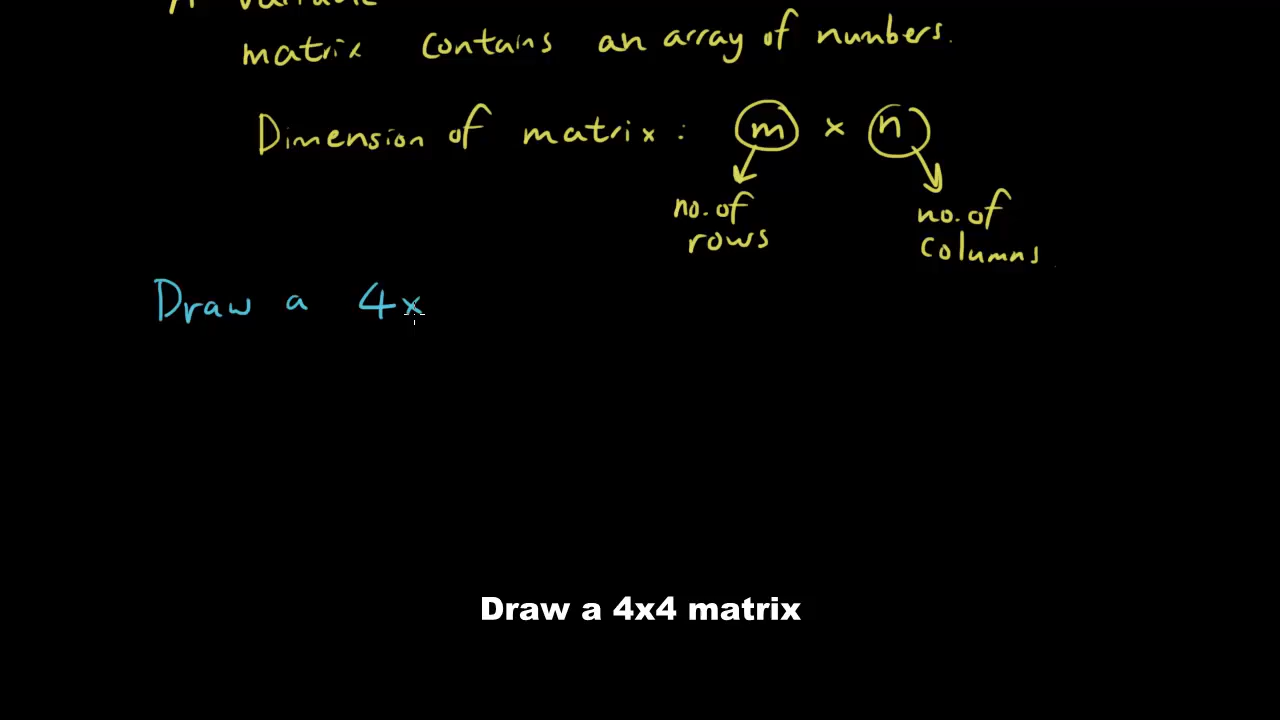 A variable
matrix contains an array of numbers.
Dimension of matrix : m × n
no. of
rows
no. of
columns
Draw a 4x
Draw a 4x4 matrix